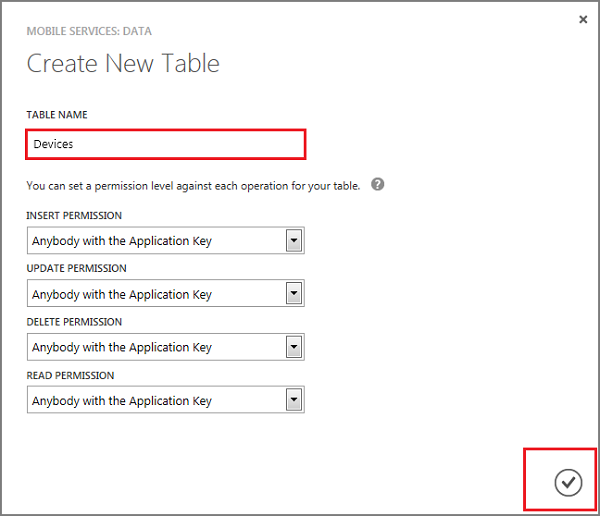 MOBILE SERVICES: DATA
Create New Table
TABLE NAME
Devices
You can set a permission level against each operation for your table. ?
INSERT PERMISSION
Anybody with the Application Key
UPDATE PERMISSION
Anybody with the Application Key
DELETE PERMISSION
Anybody with the Application Key
READ PERMISSION
Anybody with the Application Key